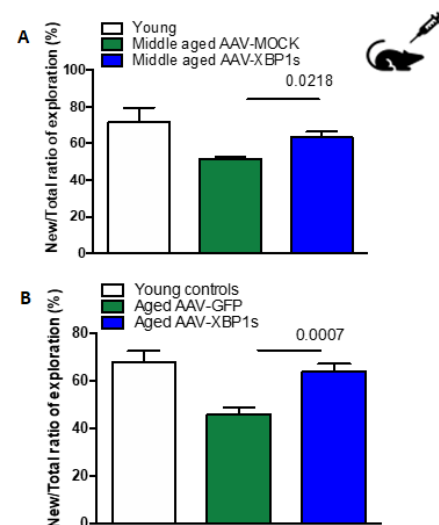 A
Young
Middle aged AAV-MOCK
Middle aged AAV-XBP1s
New/Total ratio of exploration (%)
100
80
60
40
20
0
0.0218
B
Young controls
Aged AAV-GFP
Aged AAV-XBP1s
New/Total ratio of exploration (%)
80
60
40
20
0
0.0007